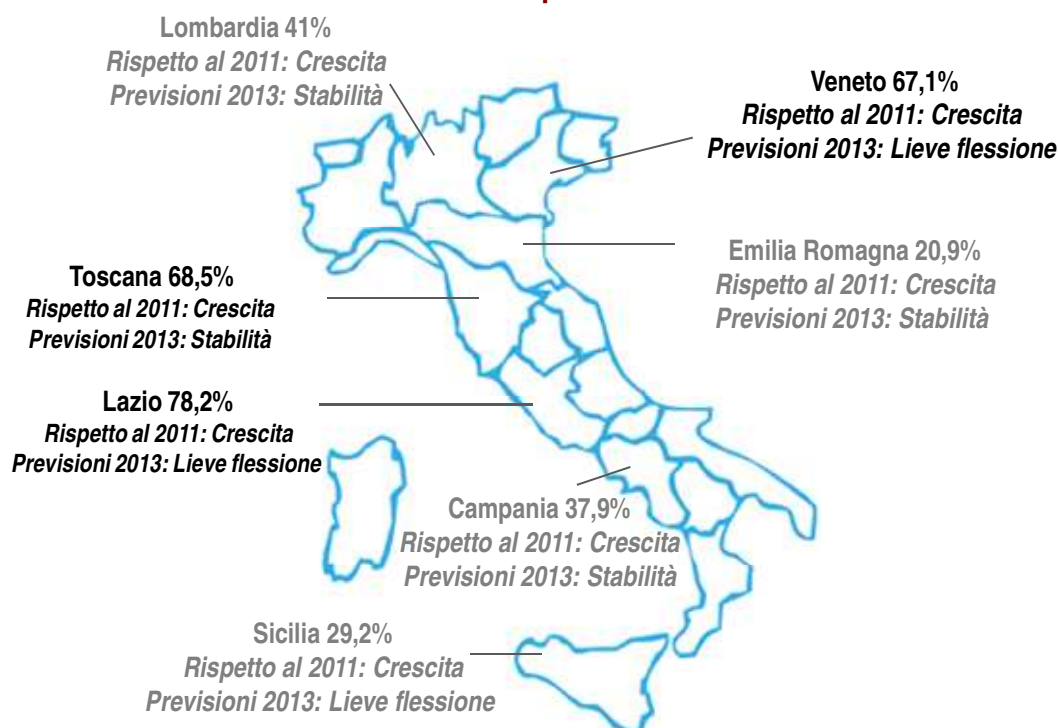 Lombardia 41%
Rispetto al 2011: Crescita
Previsioni 2013: Stabilità
Veneto 67,1%
Rispetto al 2011: Crescita
Previsioni 2013: Lieve flessione
Emilia Romagna 20,9%
Rispetto al 2011: Crescita
Previsioni 2013: Stabilità
Toscana 68,5%
Rispetto al 2011: Crescita
Previsioni 2013: Stabilità
Lazio 78,2%
Rispetto al 2011: Crescita
Previsioni 2013: Lieve flessione
Campania 37,9%
Rispetto al 2011: Crescita
Previsioni 2013: Stabilità
Sicilia 29,2%
Rispetto al 2011: Crescita
Previsioni 2013: Lieve flessione